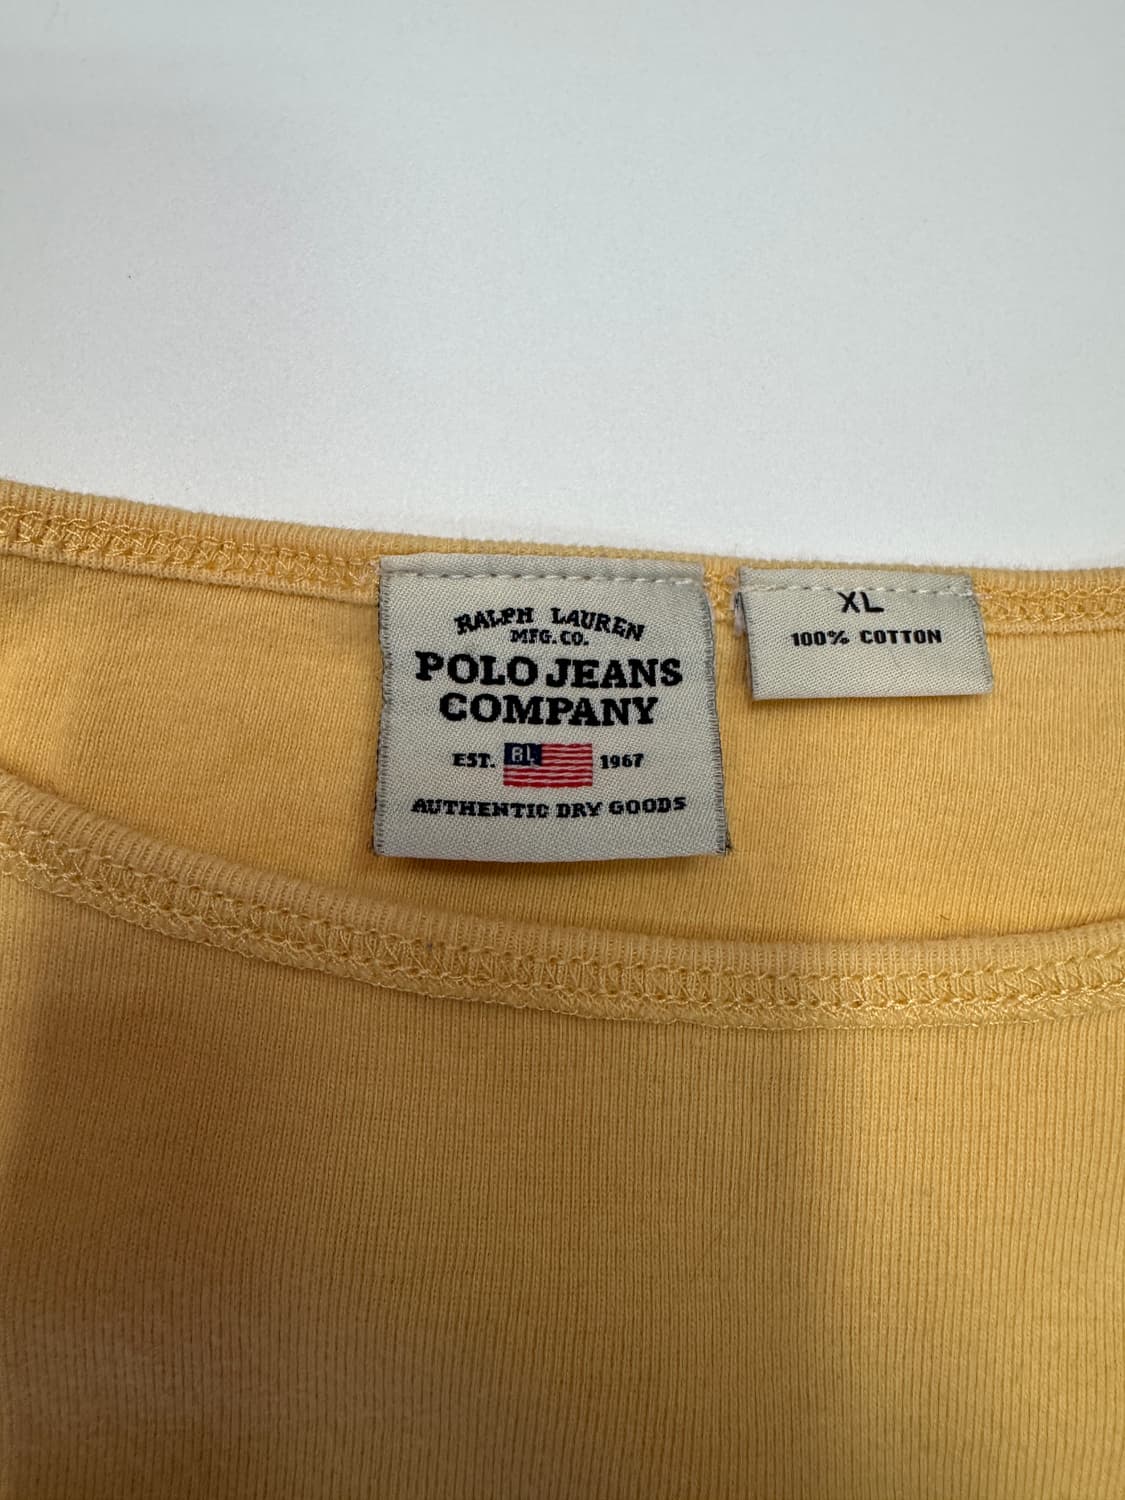 RALPH LAUREN
MFG. CO.
POLO JEANS
COMPANY
EST. RL 1967
AUTHENTIC DRY GOODS
XL
100% COTTON